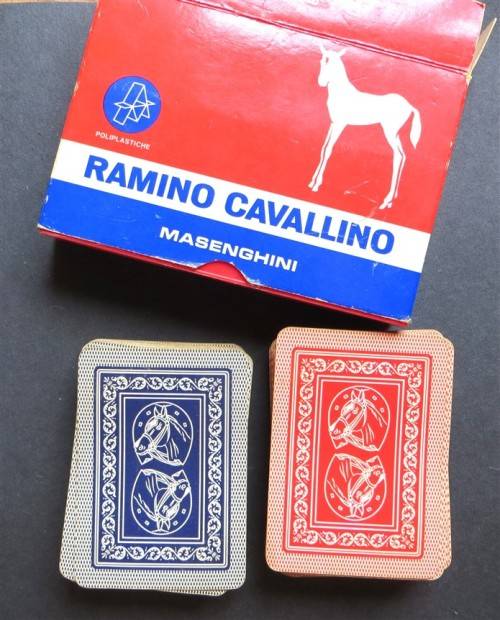 POLIPLASTICHE
RAMINO CAVALLINO
MASENGHINI